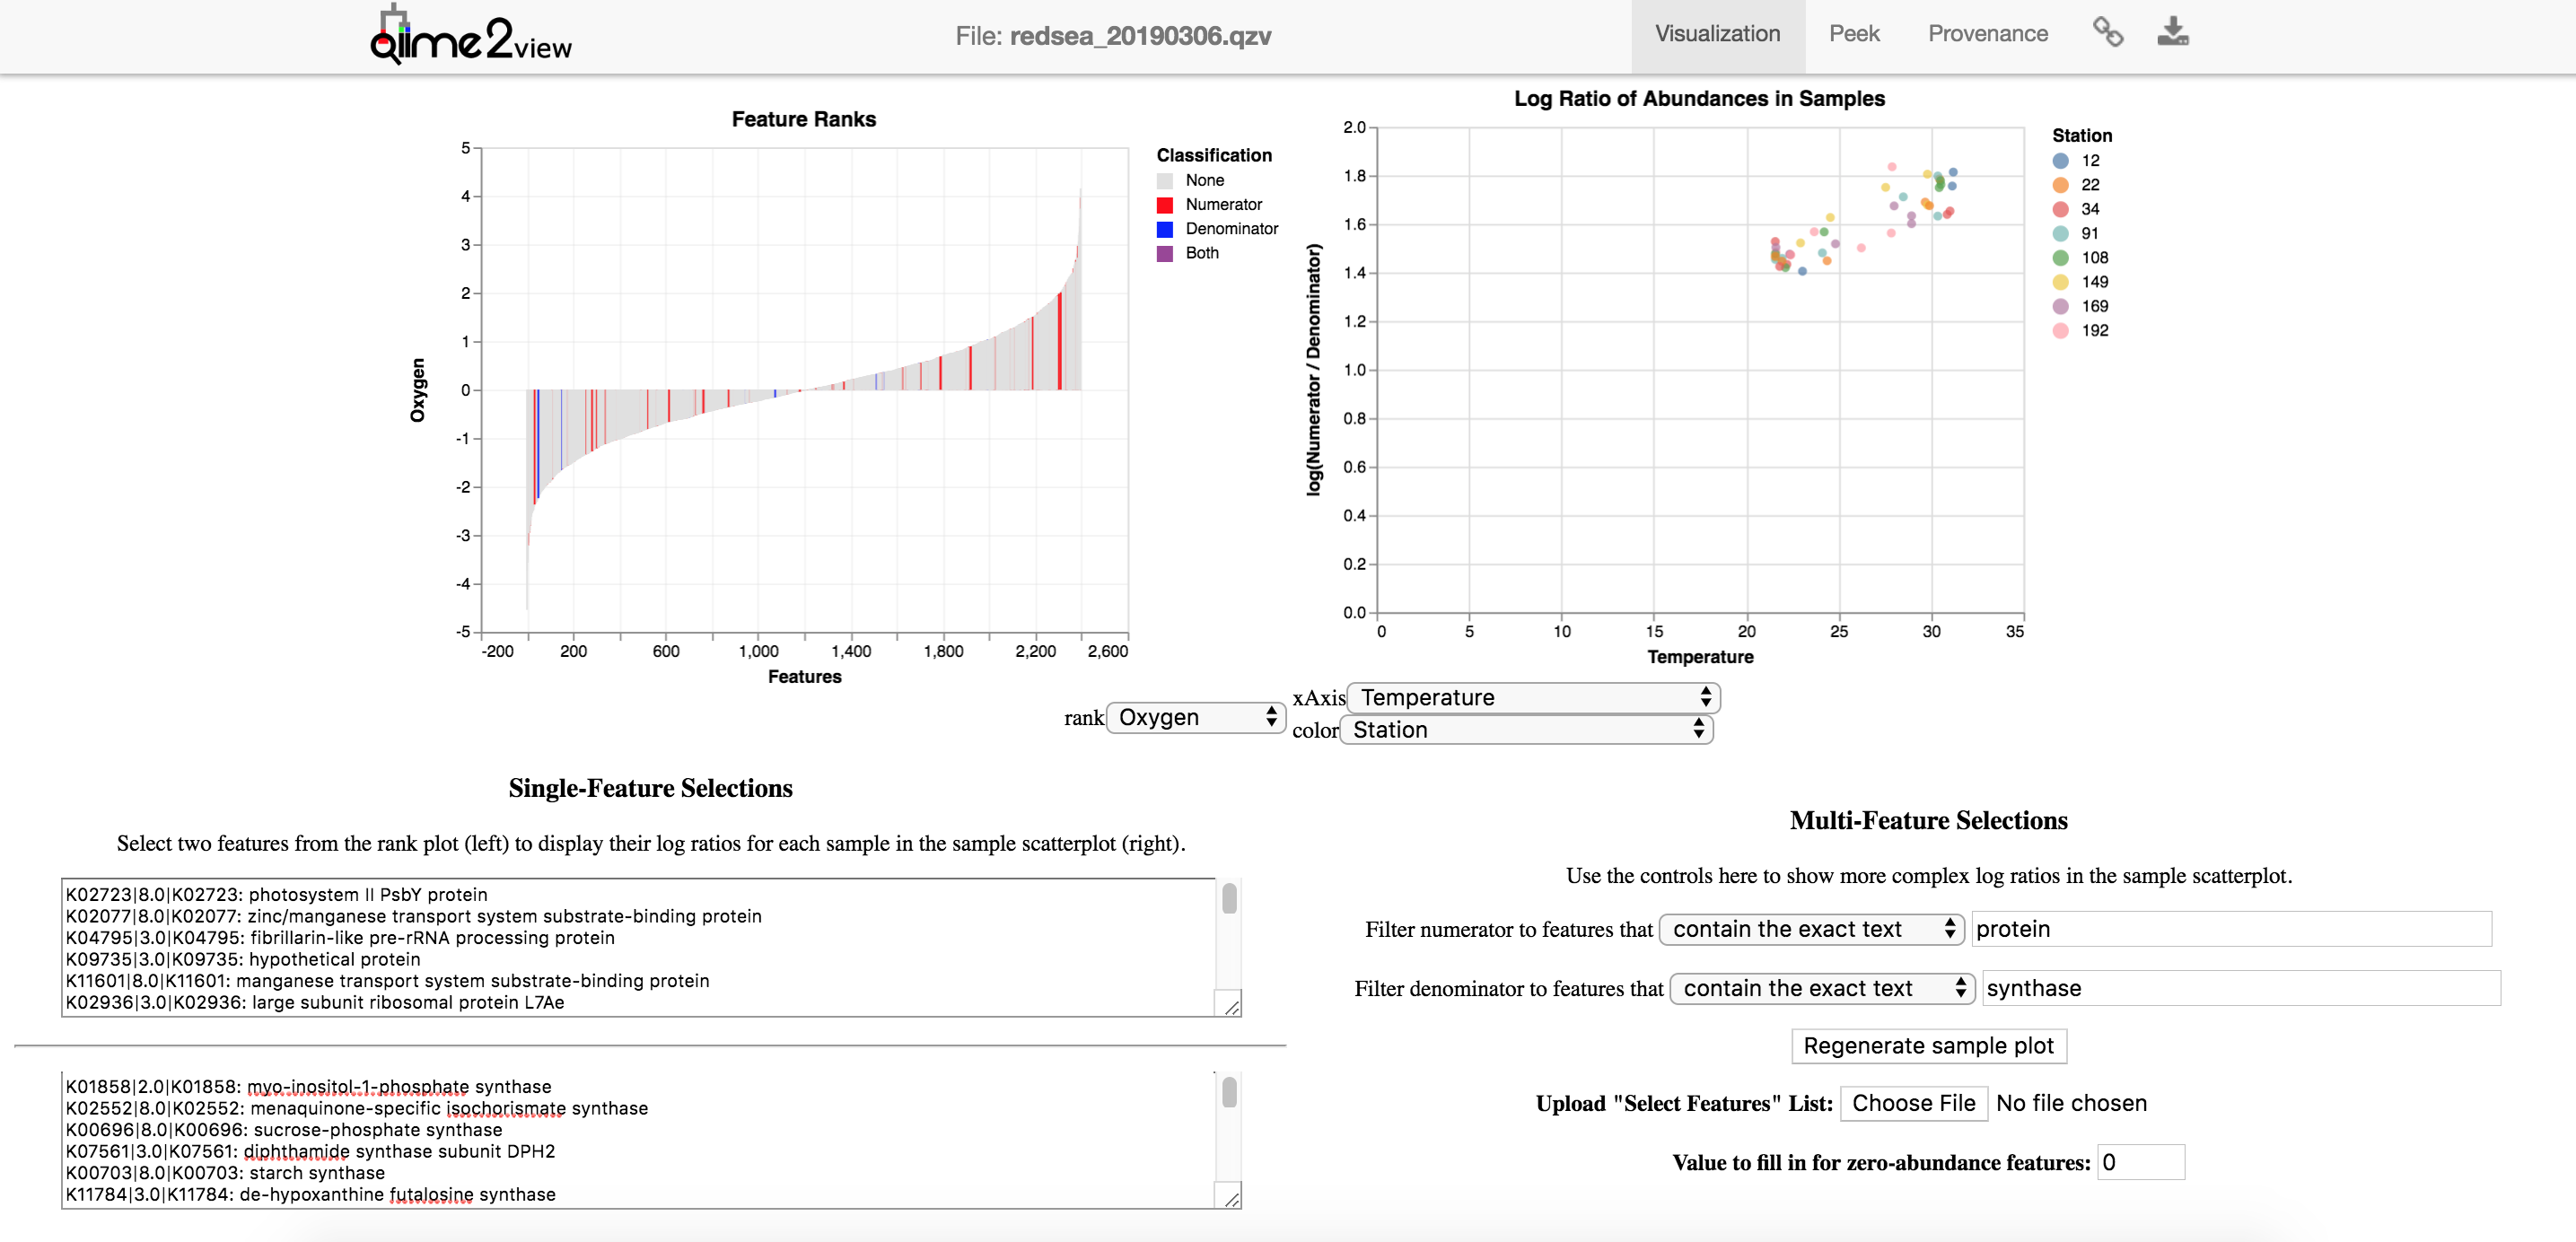 qiime2view
File: redsea_20190306.qzv
Visualization
Peek
Provenance
Feature Ranks
5
4
3
2
1
0
-1
-2
-3
-4
-5
Oxygen
-200 200 600 1,000 1,400 1,800 2,200 2,600
Features
Classification
None
Numerator
Denominator
Both
rank Oxygen
Log Ratio of Abundances in Samples
2.0
1.8
1.6
1.4
1.2
1.0
0.8
0.6
0.4
0.2
0.0
log(Numerator / Denominator)
0 5 10 15 20 25 30 35
Temperature
Station
12
22
34
91
108
149
169
192
xAxis Temperature
color Station
Single-Feature Selections
Select two features from the rank plot (left) to display their log ratios for each sample in the sample scatterplot (right).
K02723|8.0|K02723: photosystem II PsbY protein
K02077|8.0|K02077: zinc/manganese transport system substrate-binding protein
K04795|3.0|K04795: fibrillarin-like pre-rRNA processing protein
K09735|3.0|K09735: hypothetical protein
K11601|8.0|K11601: manganese transport system substrate-binding protein
K02936|3.0|K02936: large subunit ribosomal protein L7Ae
K01858|2.0|K01858: myo-inositol-1-phosphate synthase
K02552|8.0|K02552: menaquinone-specific isochorismate synthase
K00696|8.0|K00696: sucrose-phosphate synthase
K07561|3.0|K07561: diphthamide synthase subunit DPH2
K00703|8.0|K00703: starch synthase
K11784|3.0|K11784: de-hypoxanthine futalosine synthase
Multi-Feature Selections
Use the controls here to show more complex log ratios in the sample scatterplot.
Filter numerator to features that contain the exact text protein
Filter denominator to features that contain the exact text synthase
Regenerate sample plot
Upload "Select Features" List: Choose File No file chosen
Value to fill in for zero-abundance features: 0